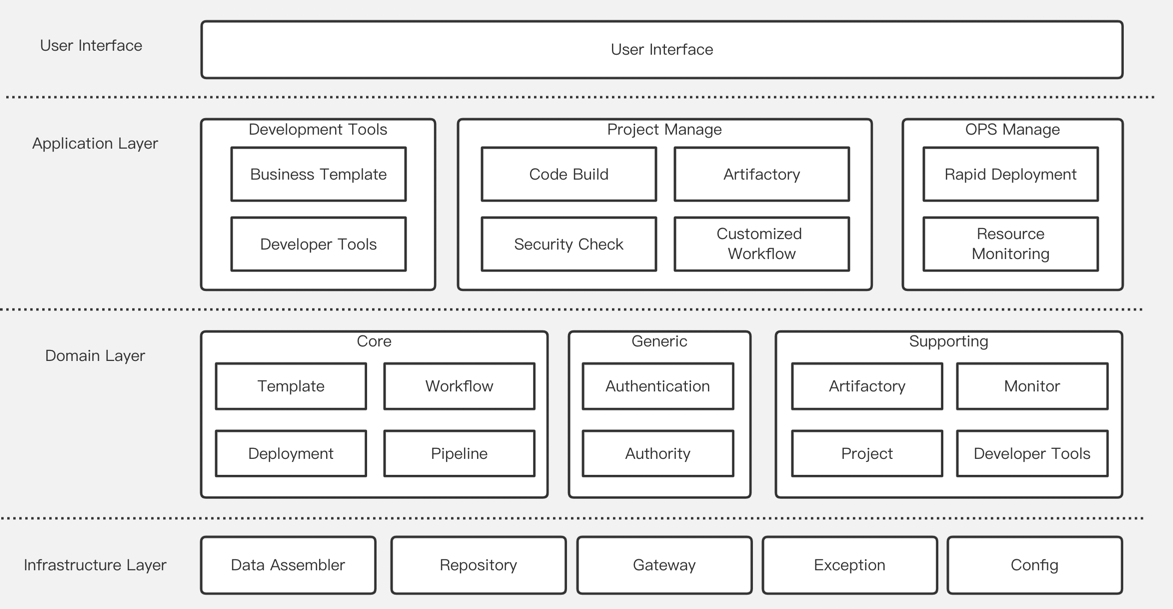 User Interface
User Interface
Application Layer
Development Tools
Business Template
Developer Tools
Project Manage
Code Build
Artifactory
Security Check
Customized
Workflow
OPS Manage
Rapid Deployment
Resource
Monitoring
Domain Layer
Core
Template
Workflow
Deployment
Pipeline
Generic
Authentication
Authority
Supporting
Artifactory
Monitor
Project
Developer Tools
Infrastructure Layer
Data Assembler
Repository
Gateway
Exception
Config